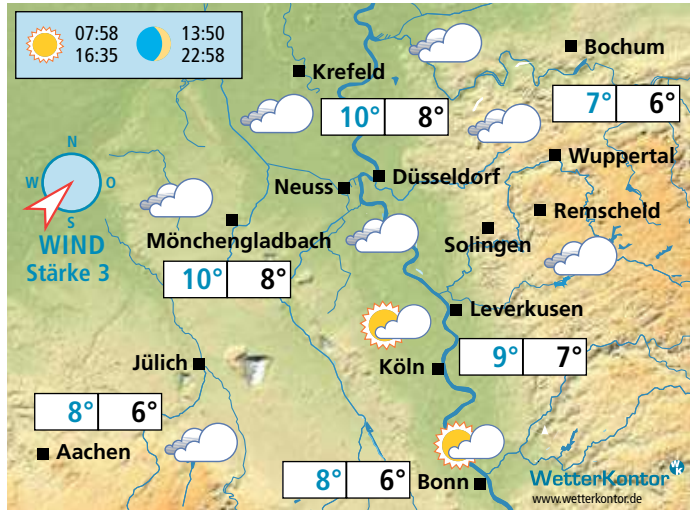 07:58
16:35
13:50
22:58
Bochum
Krefeld
10° 8°
7° 6°
Wuppertal
N
W O
S
WIND
Stärke 3
Neuss
Düsseldorf
Remscheld
Mönchengladbach
Solingen
10° 8°
Leverkusen
Jülich
Köln
9° 7°
8° 6°
Aachen
8° 6°
Bonn
WetterKontor
WK
www.wetterkontor.de